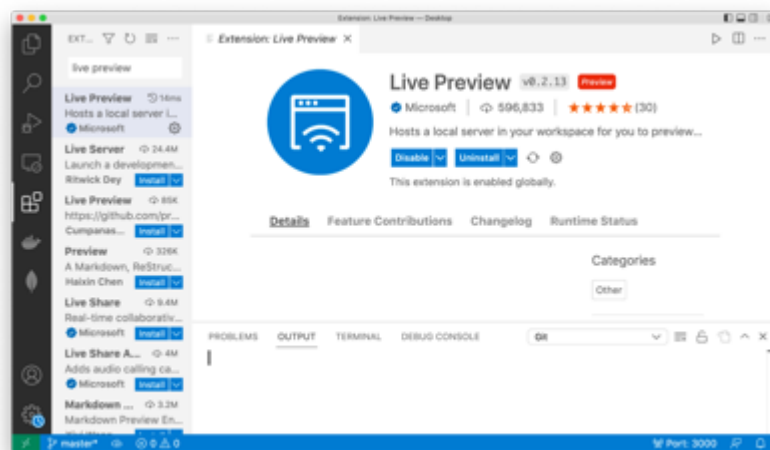 Extension: Live Preview — Desktop
EXT...
Extension: Live Preview
live preview
Live Preview 14ms
Hosts a local server i...
Microsoft
Live Server 24.4M
Launch a developmen...
Ritwick Dey Install
Live Preview 85K
https://github.com/pr...
Cumpanas... Install
Preview 326K
A Markdown, ReStruc...
Haixin Chen Install
Live Share 9.4M
Real-time collaborativ...
Microsoft Install
Live Share A... 4M
Adds audio calling ca...
Microsoft Install
Markdown ... 3.2M
Markdown Preview En...
Live Preview v0.2.13 Preview
Microsoft 596,833 (30)
Hosts a local server in your workspace for you to preview...
Disable Uninstall
This extension is enabled globally.
Details Feature Contributions Changelog Runtime Status
Categories
Other
PROBLEMS OUTPUT TERMINAL DEBUG CONSOLE Git
master* 0 0 Port: 3000